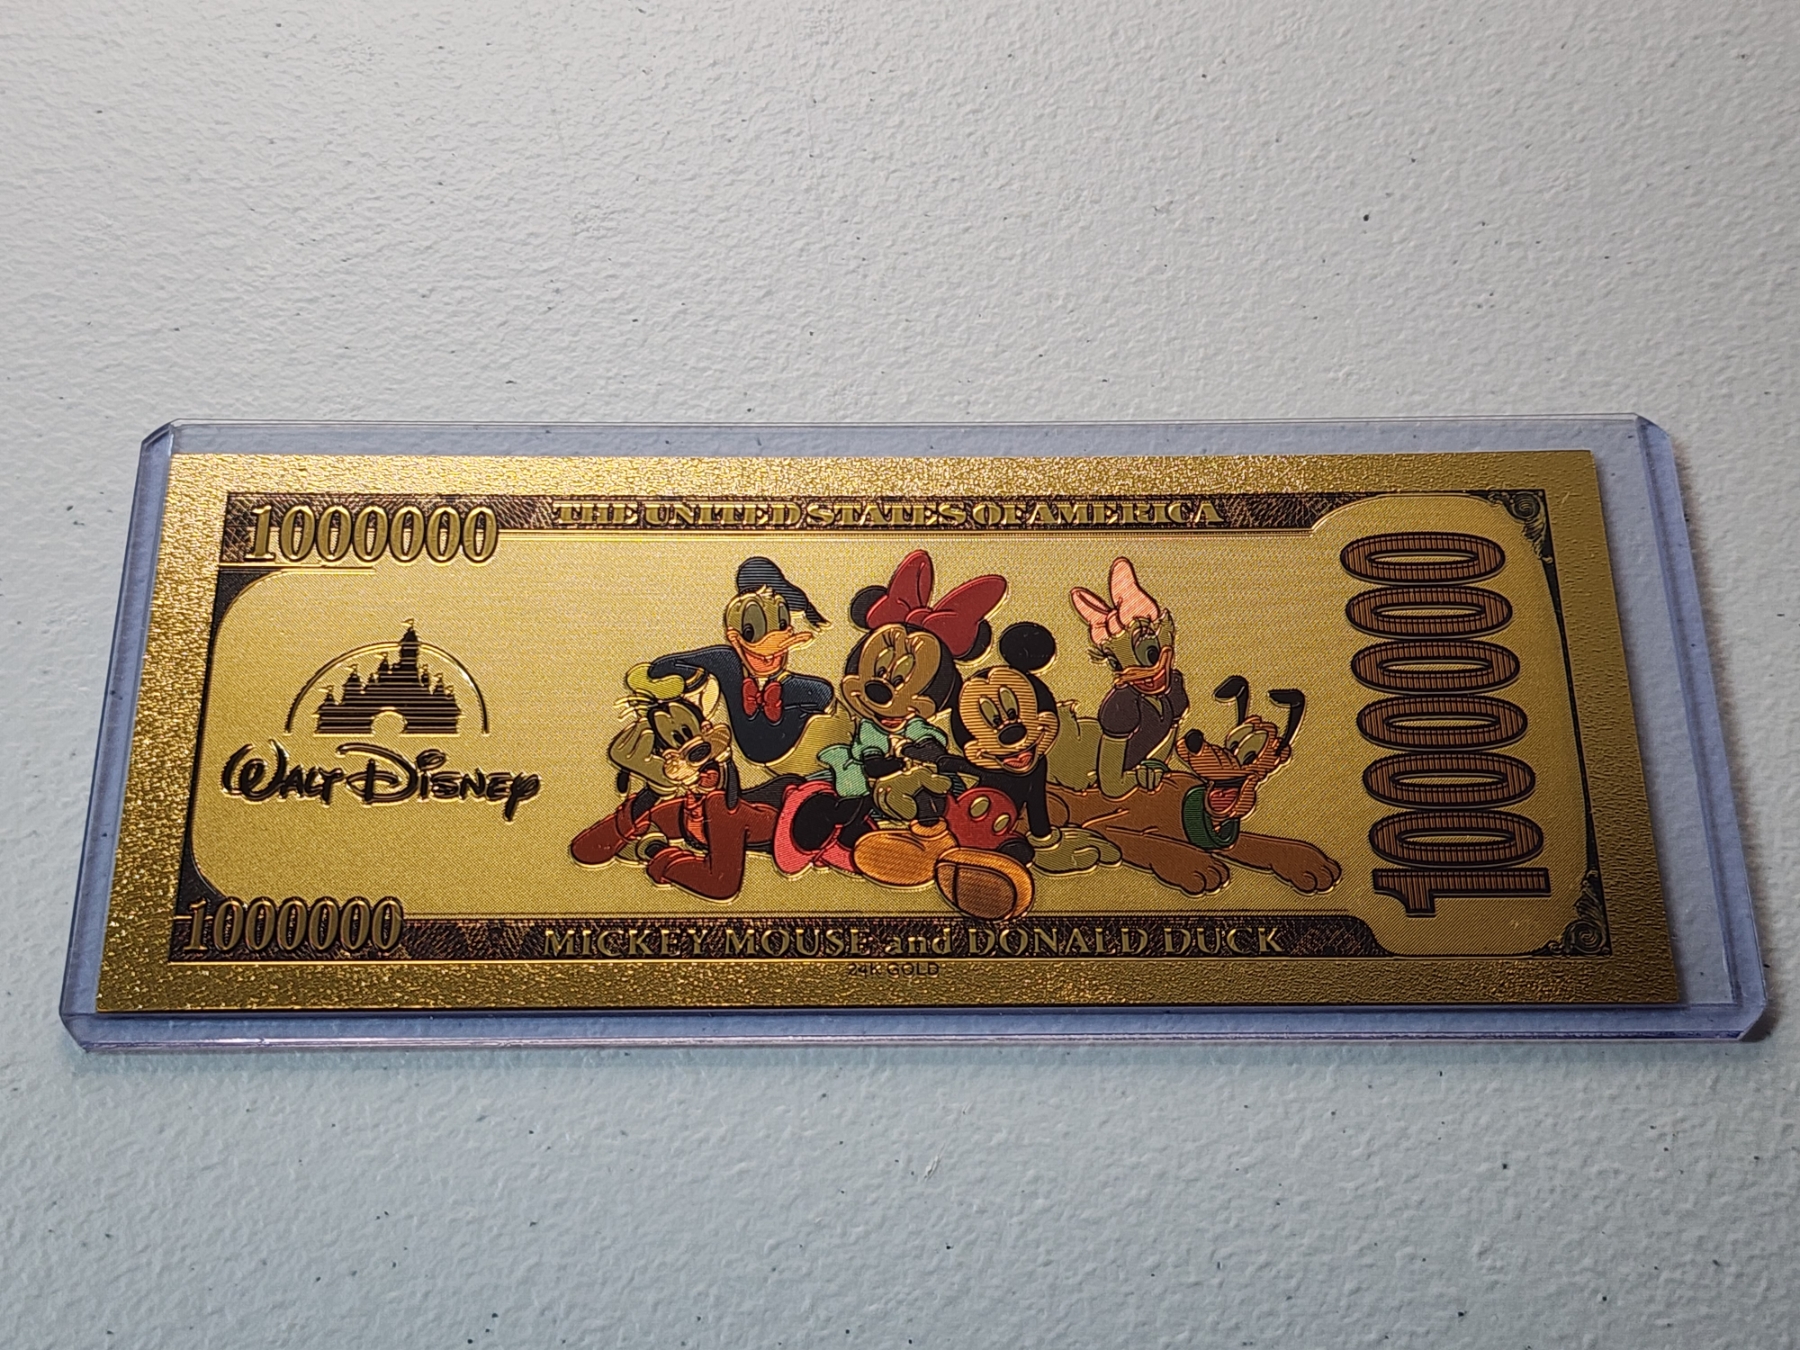 1000000
THE UNITED STATES OF AMERICA
WALT DISNEY
1000000
1000000
MICKEY MOUSE and DONALD DUCK
24K GOLD